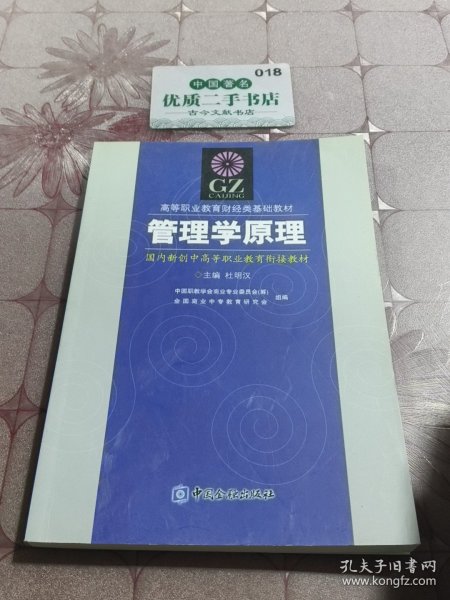 018
中国著名
优质二手书店
古今文献书店
GZ
CAIJING
高等职业教育财经类基础教材
管理学原理
国内新创中高等职业教育衔接教材
◇主编 杜明汉
中国职教学会商业专业委员会(筹)
全国商业中专教育研究会
组编
中国金融出版社
孔夫子旧书网
www.kongfz.com